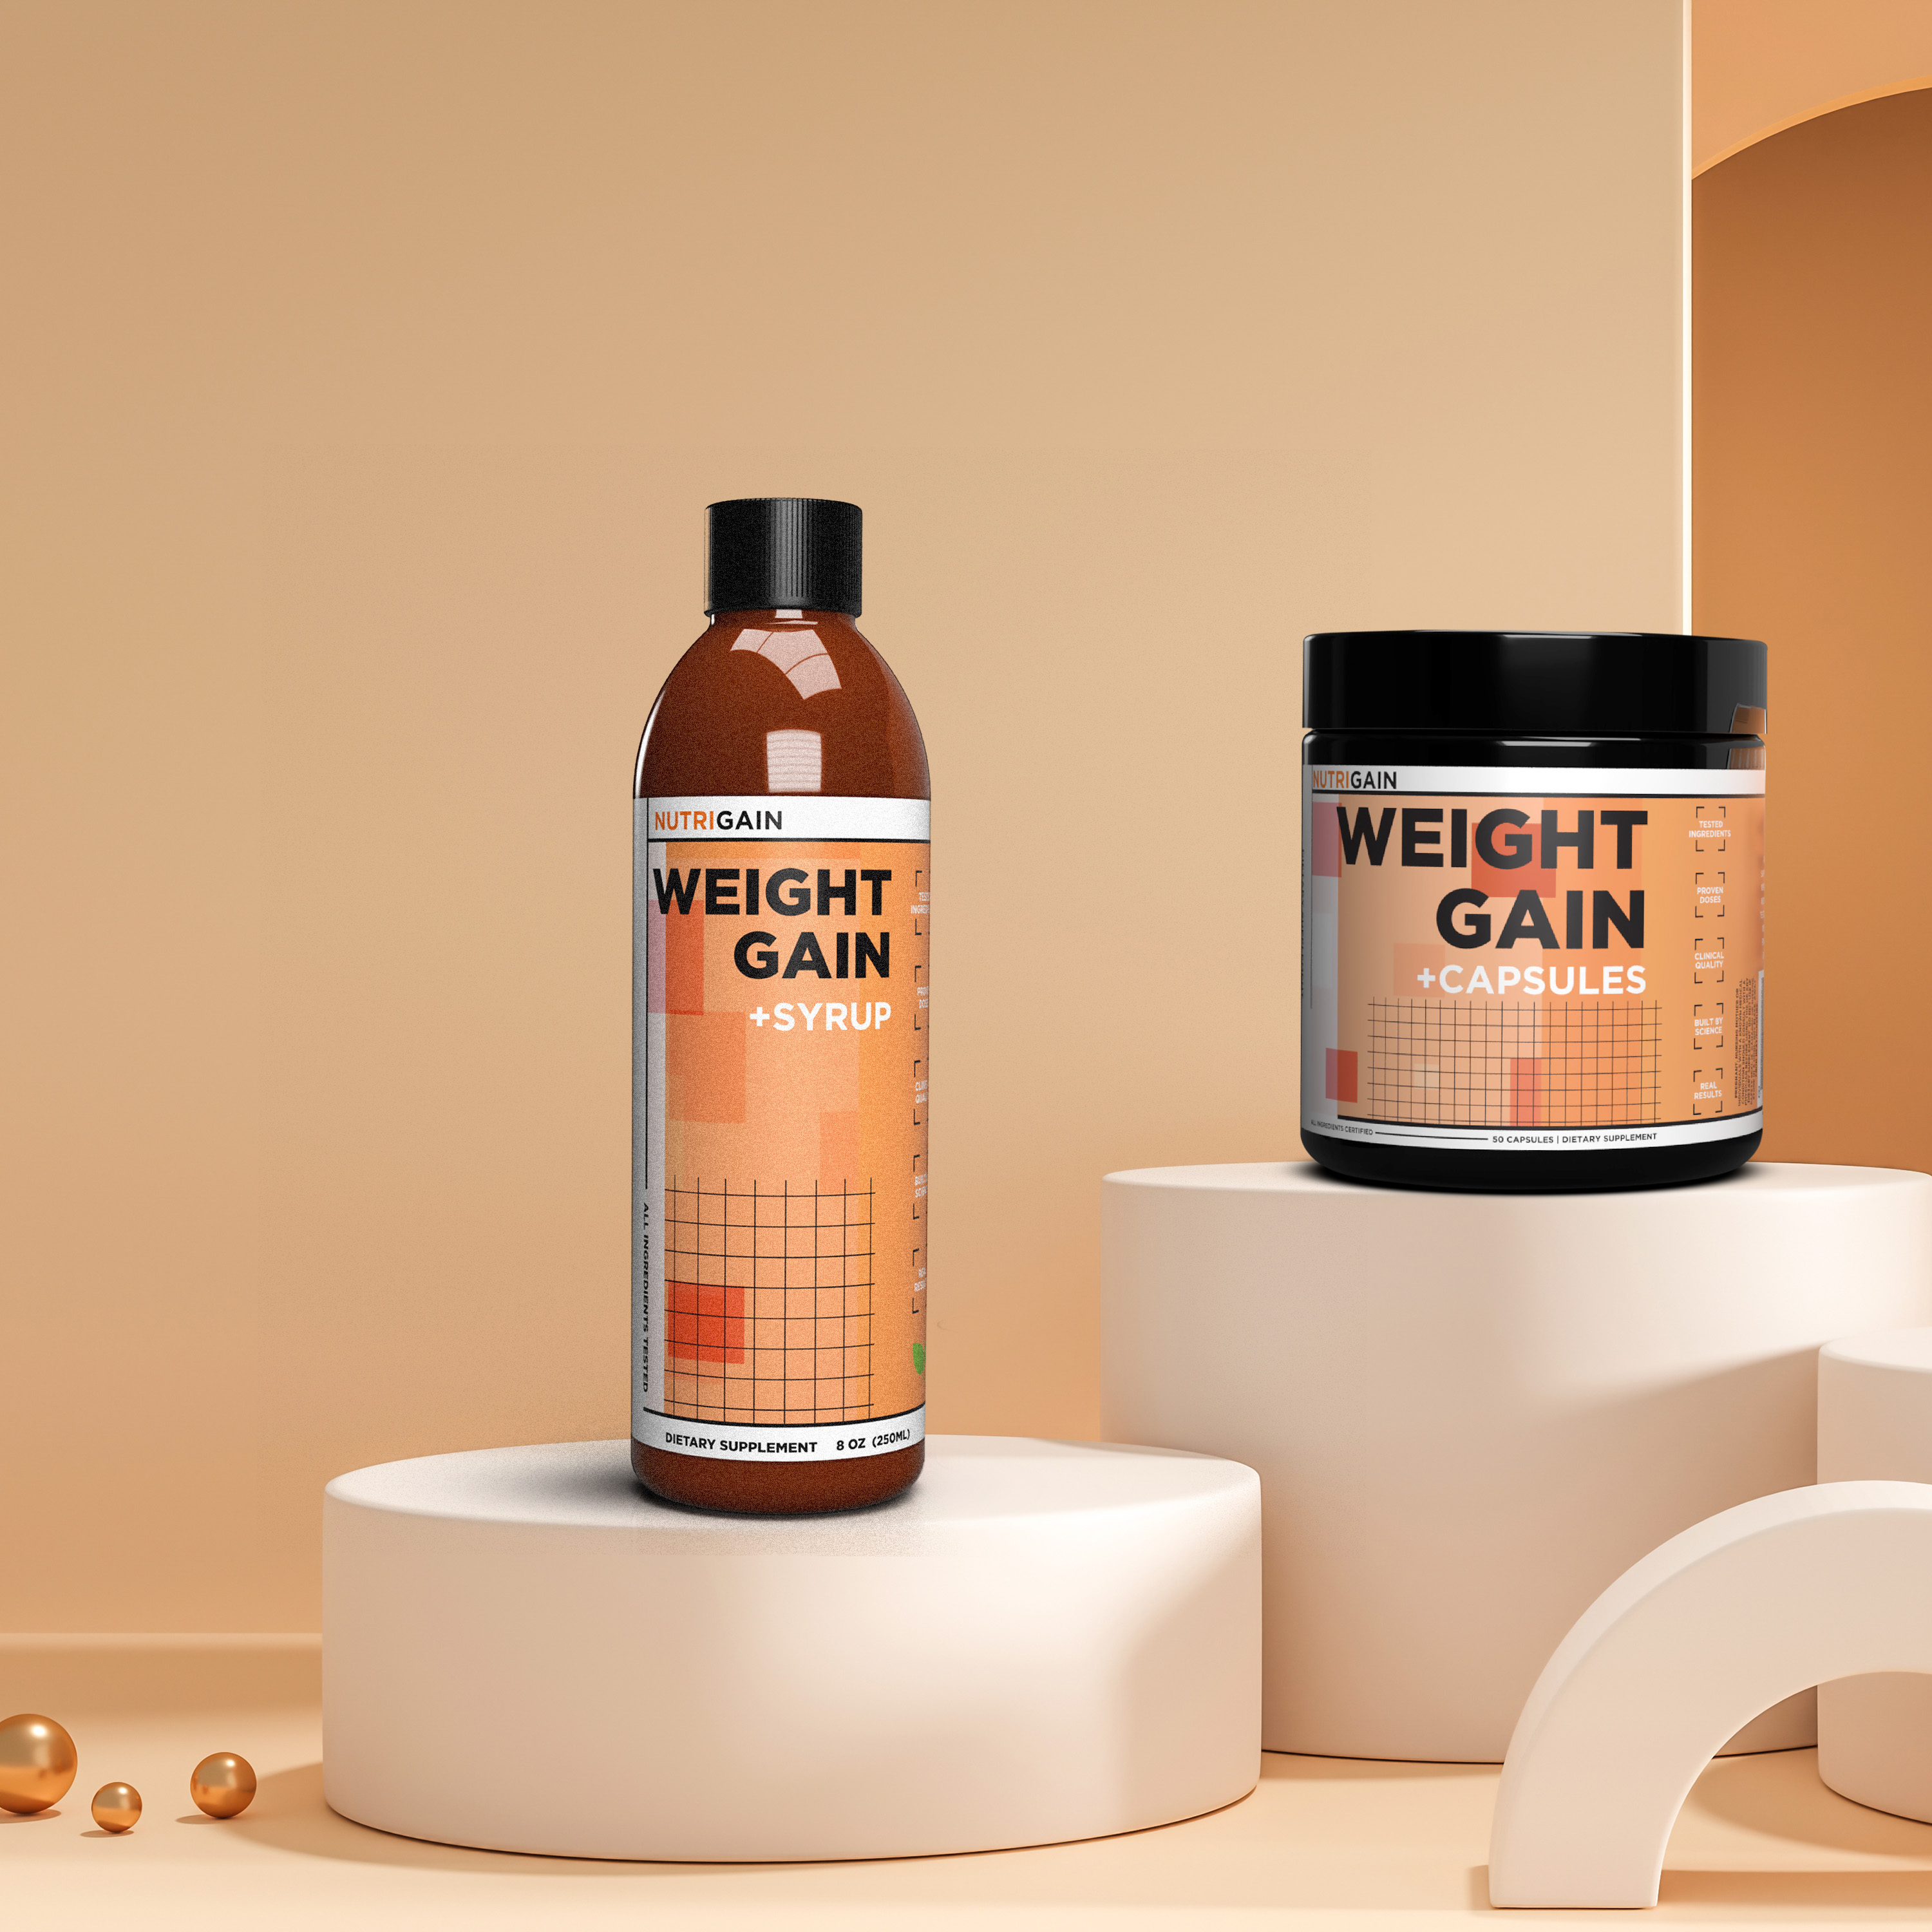 NUTRIGAIN
WEIGHT
GAIN
+SYRUP
ALL INGREDIENTS TESTED
DIETARY SUPPLEMENT 8 OZ (250ML)
NUTRIGAIN
WEIGHT
GAIN
+CAPSULES
TESTED
INGREDIENTS
PROVEN
DOSES
CLINICAL
QUALITY
BUILT BY
SCIENCE
REAL
RESULTS
ALL INGREDIENTS CERTIFIED
50 CAPSULES | DIETARY SUPPLEMENT